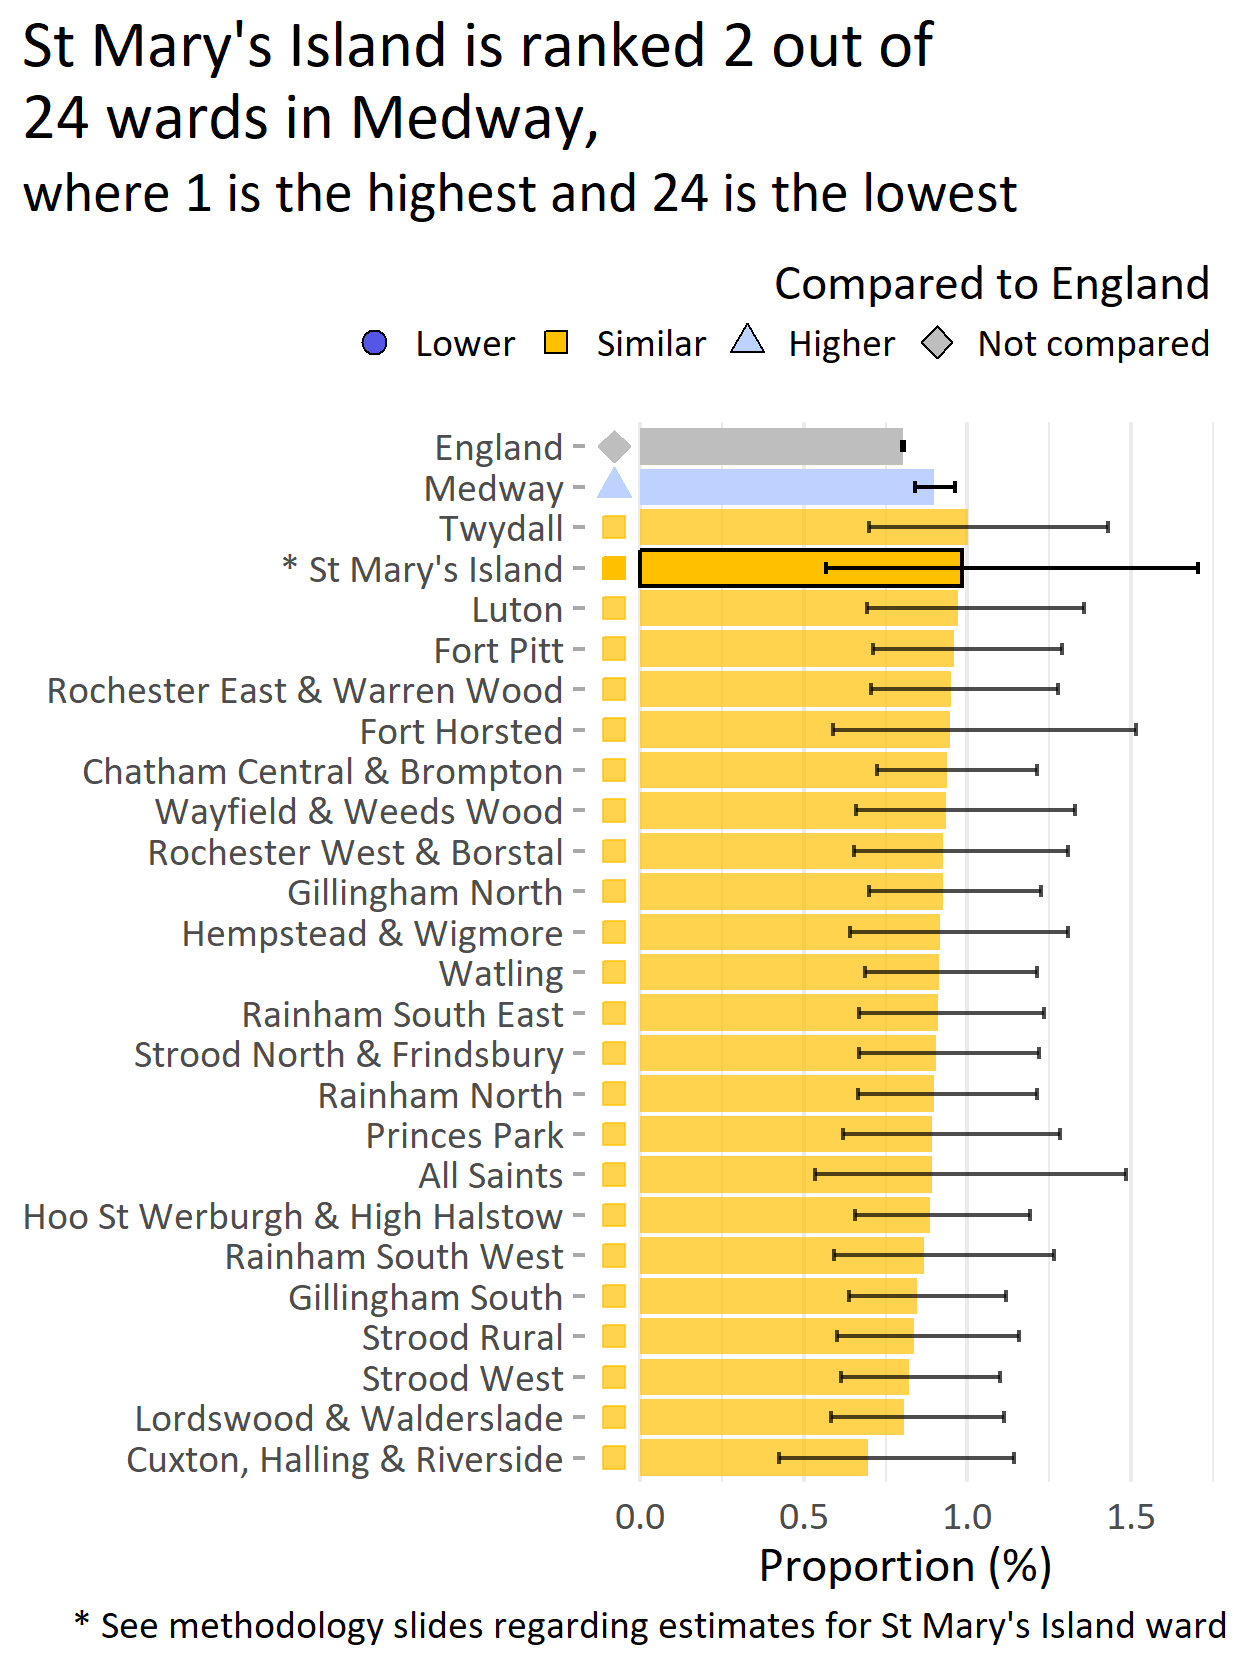 St Mary's Island is ranked 2 out of
24 wards in Medway,
where 1 is the highest and 24 is the lowest
Compared to England
Lower Similar Higher Not compared
England
Medway
Twydall
* St Mary's Island
Luton
Fort Pitt
Rochester East & Warren Wood
Fort Horsted
Chatham Central & Brompton
Wayfield & Weeds Wood
Rochester West & Borstal
Gillingham North
Hempstead & Wigmore
Watling
Rainham South East
Strood North & Frindsbury
Rainham North
Princes Park
All Saints
Hoo St Werburgh & High Halstow
Rainham South West
Gillingham South
Strood Rural
Strood West
Lordswood & Walderslade
Cuxton, Halling & Riverside
0.0 0.5 1.0 1.5
Proportion (%)
* See methodology slides regarding estimates for St Mary's Island ward